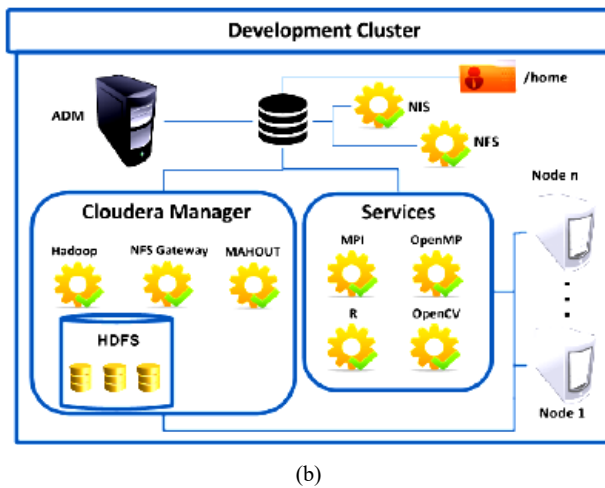 Development Cluster
/home
ADM
NIS
NFS
Node n
Cloudera Manager
Services
Hadoop NFS Gateway MAHOUT
MPI OpenMP
R OpenCV
HDFS
Node 1
(b)